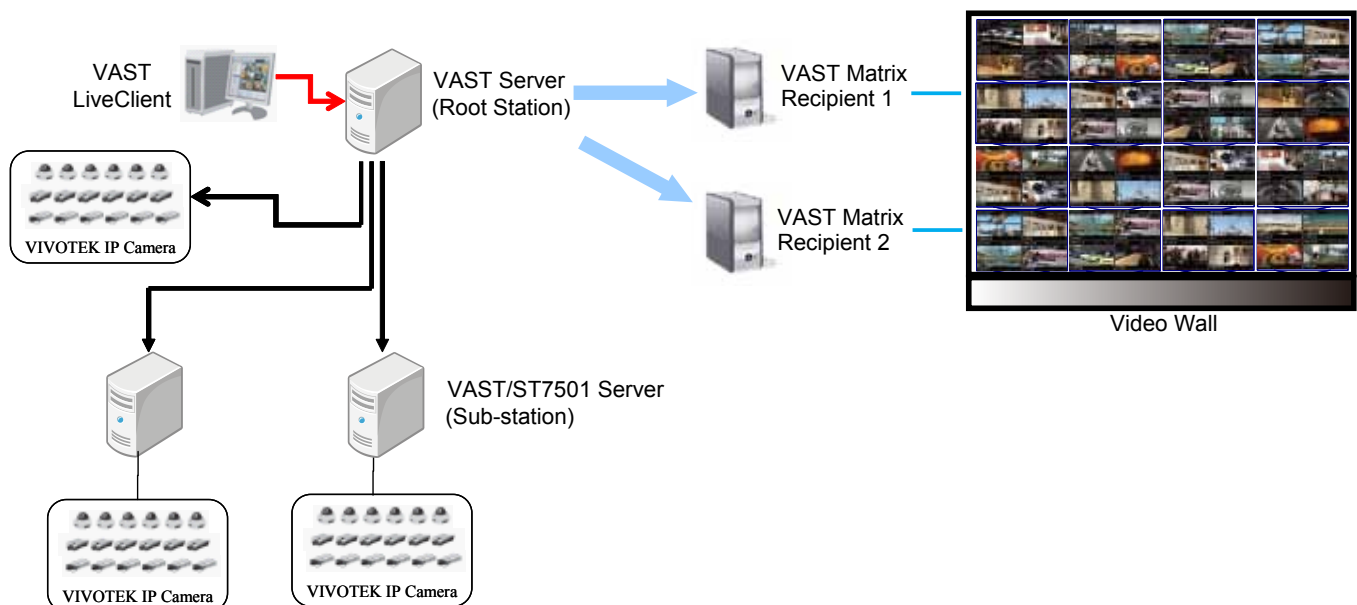 VAST
LiveClient
VAST Server
(Root Station)
VAST Matrix
Recipient 1
VAST Matrix
Recipient 2
VIVOTEK IP Camera
Video Wall
VAST/ST7501 Server
(Sub-station)
VIVOTEK IP Camera
VIVOTEK IP Camera